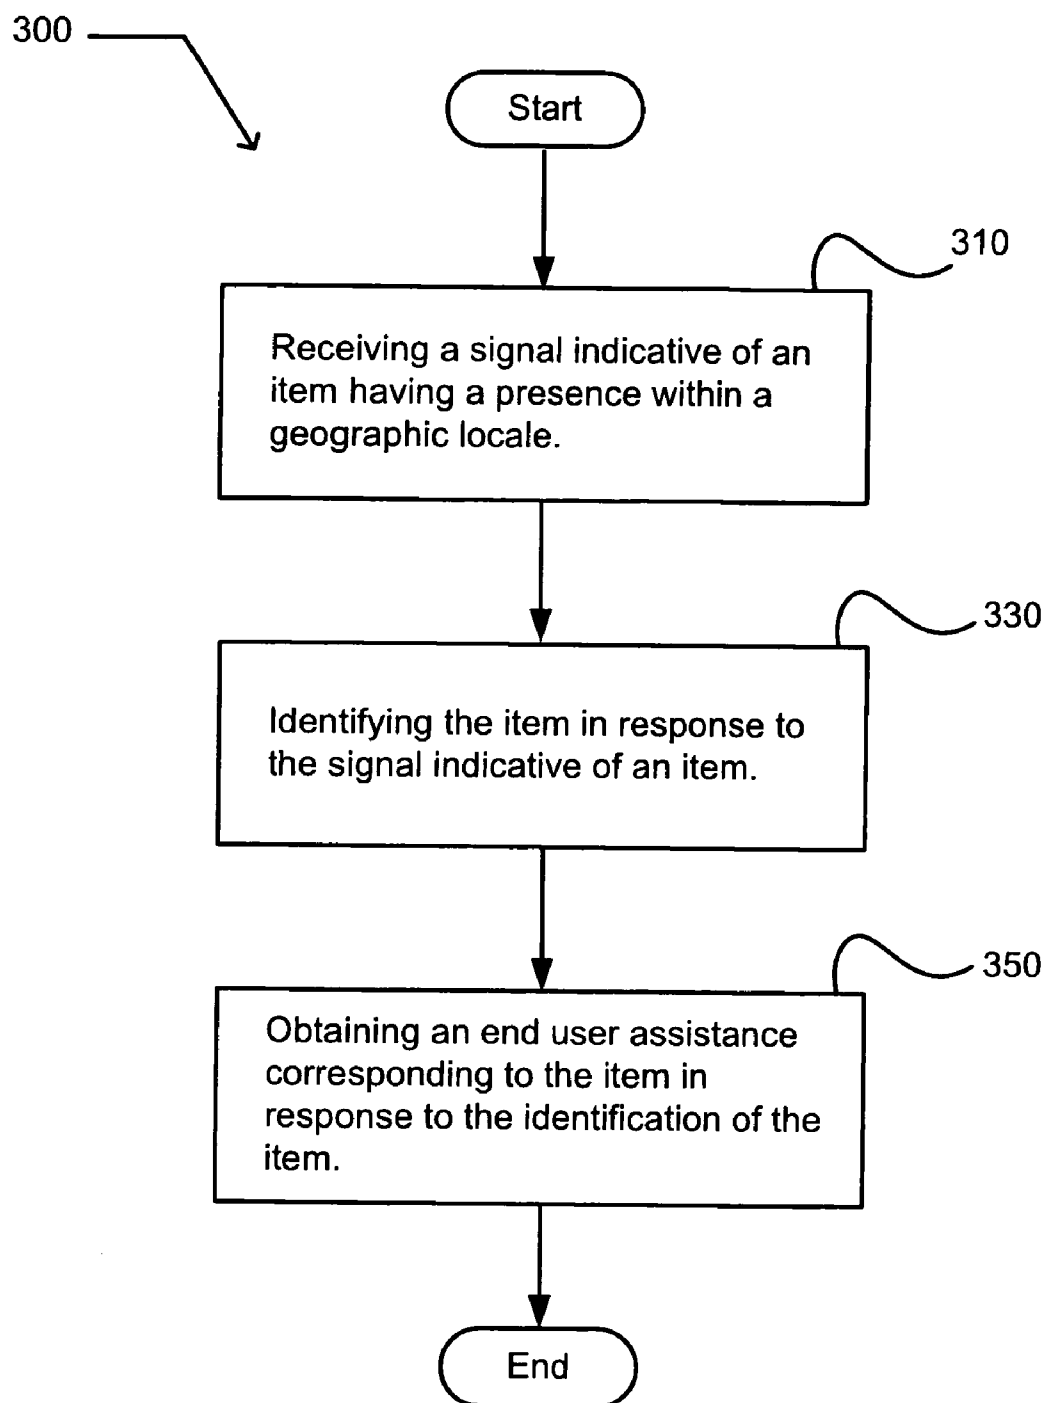 300
Start
310
Receiving a signal indicative of an
item having a presence within a
geographic locale.
330
Identifying the item in response to
the signal indicative of an item.
350
Obtaining an end user assistance
corresponding to the item in
response to the identification of the
item.
End